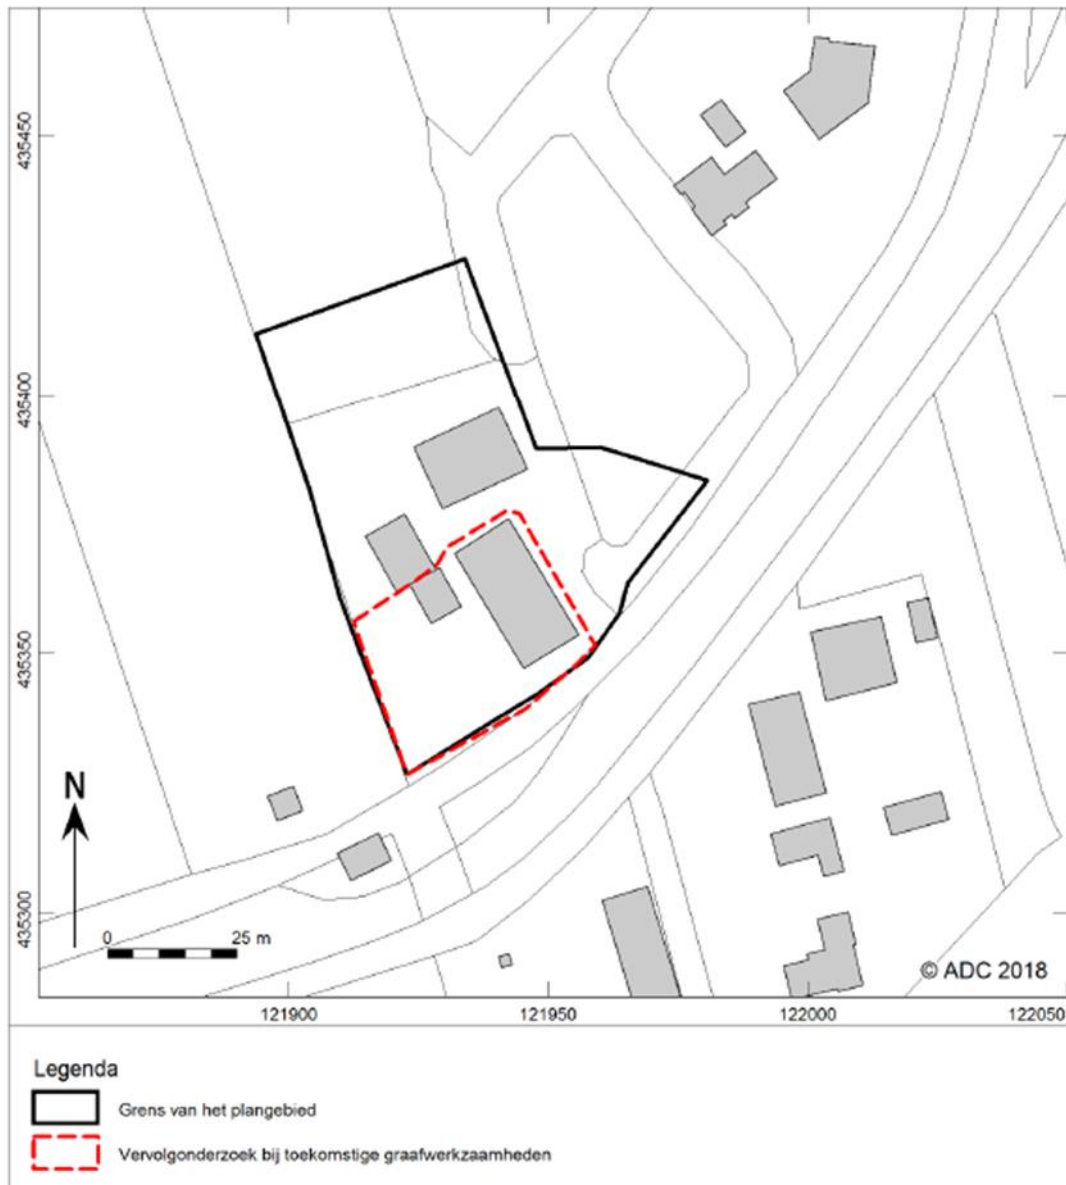 435450
435400
435350
435300
N
0 25 m
© ADC 2018
121900 121950 122000 122050
Legenda
Grens van het plangebied
Vervolgonderzoek bij toekomstige graafwerkzaamheden